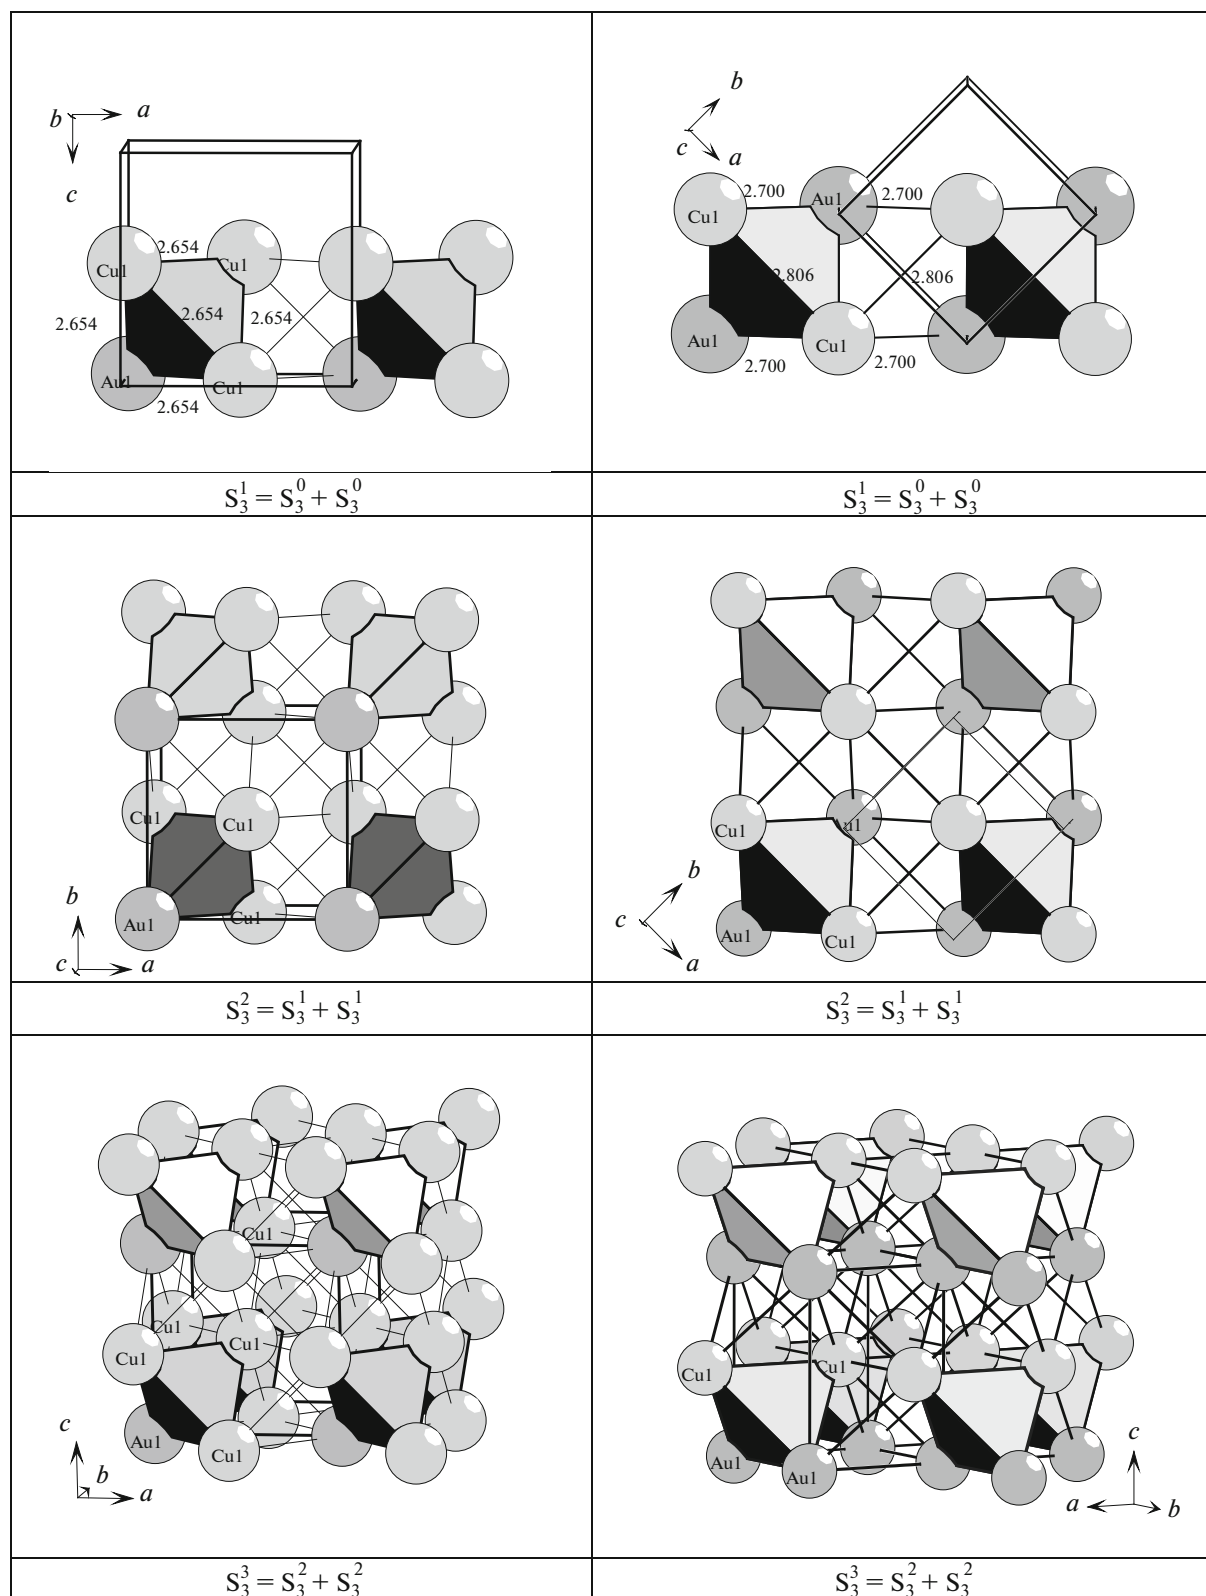 b a
c
2.654
Cu1 Cu1
2.654 2.654 2.654
Au1 Cu1
2.654
b
c a
2.700 2.700
Cu1 Au1
2.806 2.806
Au1 Cu1
2.700 2.700
S₃¹ = S₃⁰ + S₃⁰
S₃¹ = S₃⁰ + S₃⁰
Cu1 Cu1
b
Au1 Cu1
c a
Cu1 Au1
b
c
Au1 Cu1
a
S₃² = S₃¹ + S₃¹
S₃² = S₃¹ + S₃¹
Cu1
Cu1
Cu1 Cu1
c
Au1 Cu1
b
a
Cu1 Cu1
c
Au1 Au1
a b
S₃³ = S₃² + S₃²
S₃³ = S₃² + S₃²